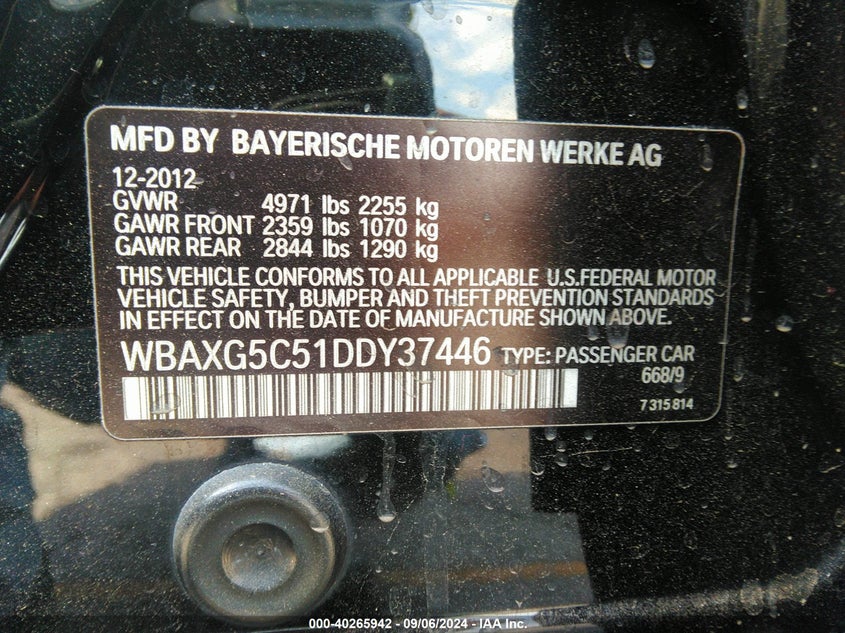 MFD BY BAYERISCHE MOTOREN WERKE AG
12-2012
GVWR 4971 lbs 2255 kg
GAWR FRONT 2359 lbs 1070 kg
GAWR REAR 2844 lbs 1290 kg
THIS VEHICLE CONFORMS TO ALL APPLICABLE U.S.FEDERAL MOTOR
VEHICLE SAFETY, BUMPER AND THEFT PREVENTION STANDARDS
IN EFFECT ON THE DATE OF MANUFACTURE SHOWN ABOVE.
WBAXG5C51DDY37446 TYPE: PASSENGER CAR
668/9
7 315 814
000-40265942 - 09/06/2024 - IAA Inc.